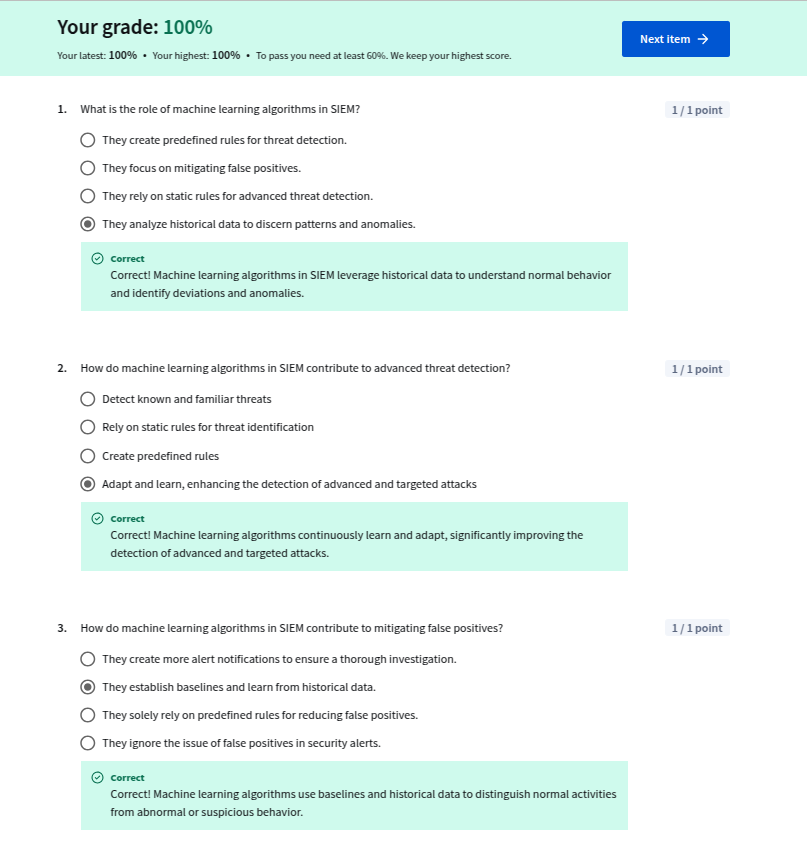 Your grade: 100%
Your latest: 100% • Your highest: 100% • To pass you need at least 60%. We keep your highest score.
Next item →
1. What is the role of machine learning algorithms in SIEM?
1 / 1 point
They create predefined rules for threat detection.
They focus on mitigating false positives.
They rely on static rules for advanced threat detection.
They analyze historical data to discern patterns and anomalies.
Correct
Correct! Machine learning algorithms in SIEM leverage historical data to understand normal behavior
and identify deviations and anomalies.
2. How do machine learning algorithms in SIEM contribute to advanced threat detection?
1 / 1 point
Detect known and familiar threats
Rely on static rules for threat identification
Create predefined rules
Adapt and learn, enhancing the detection of advanced and targeted attacks
Correct
Correct! Machine learning algorithms continuously learn and adapt, significantly improving the
detection of advanced and targeted attacks.
3. How do machine learning algorithms in SIEM contribute to mitigating false positives?
1 / 1 point
They create more alert notifications to ensure a thorough investigation.
They establish baselines and learn from historical data.
They solely rely on predefined rules for reducing false positives.
They ignore the issue of false positives in security alerts.
Correct
Correct! Machine learning algorithms use baselines and historical data to distinguish normal activities
from abnormal or suspicious behavior.